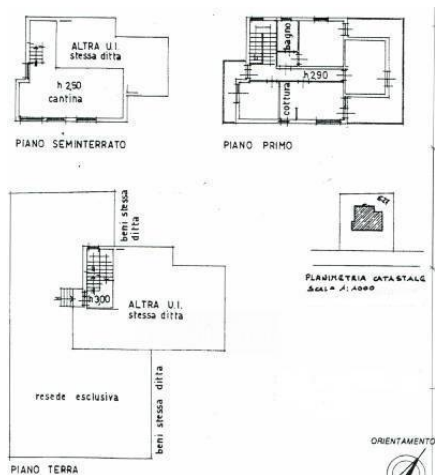 ALTRA U.I.
stessa ditta
h 2,50
cantina
PIANO SEMINTERRATO
bagno
h 2,90
cottura
PIANO PRIMO
beni stessa
ditta
h 3,00
ALTRA U.I.
stessa ditta
resede esclusiva
beni stessa ditta
PIANO TERRA
PLANIMETRIA CATASTALE
SCALA 1:1000
ORIENTAMENTO